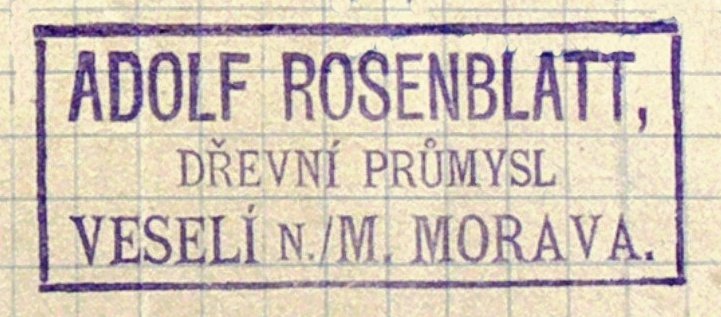 ADOLF ROSENBLATT,
DŘEVNÍ PRŮMYSL
VESELÍ N./M. MORAVA.